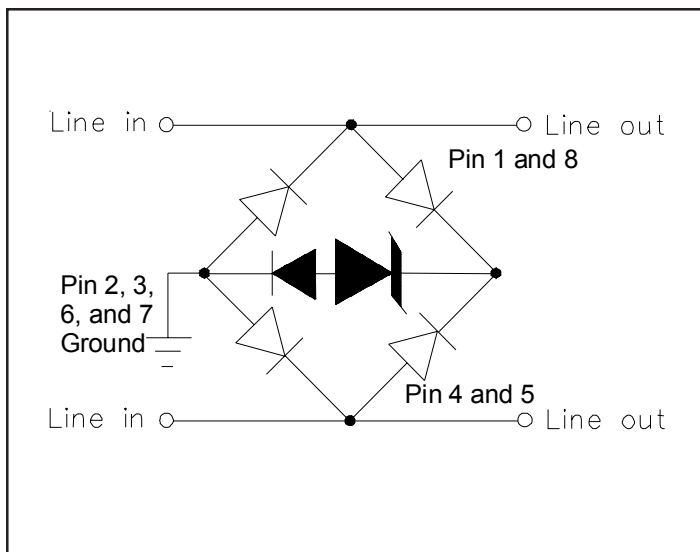 Line in
Line out
Pin 1 and 8
Pin 2, 3,
6, and 7
Ground
Pin 4 and 5
Line in
Line out